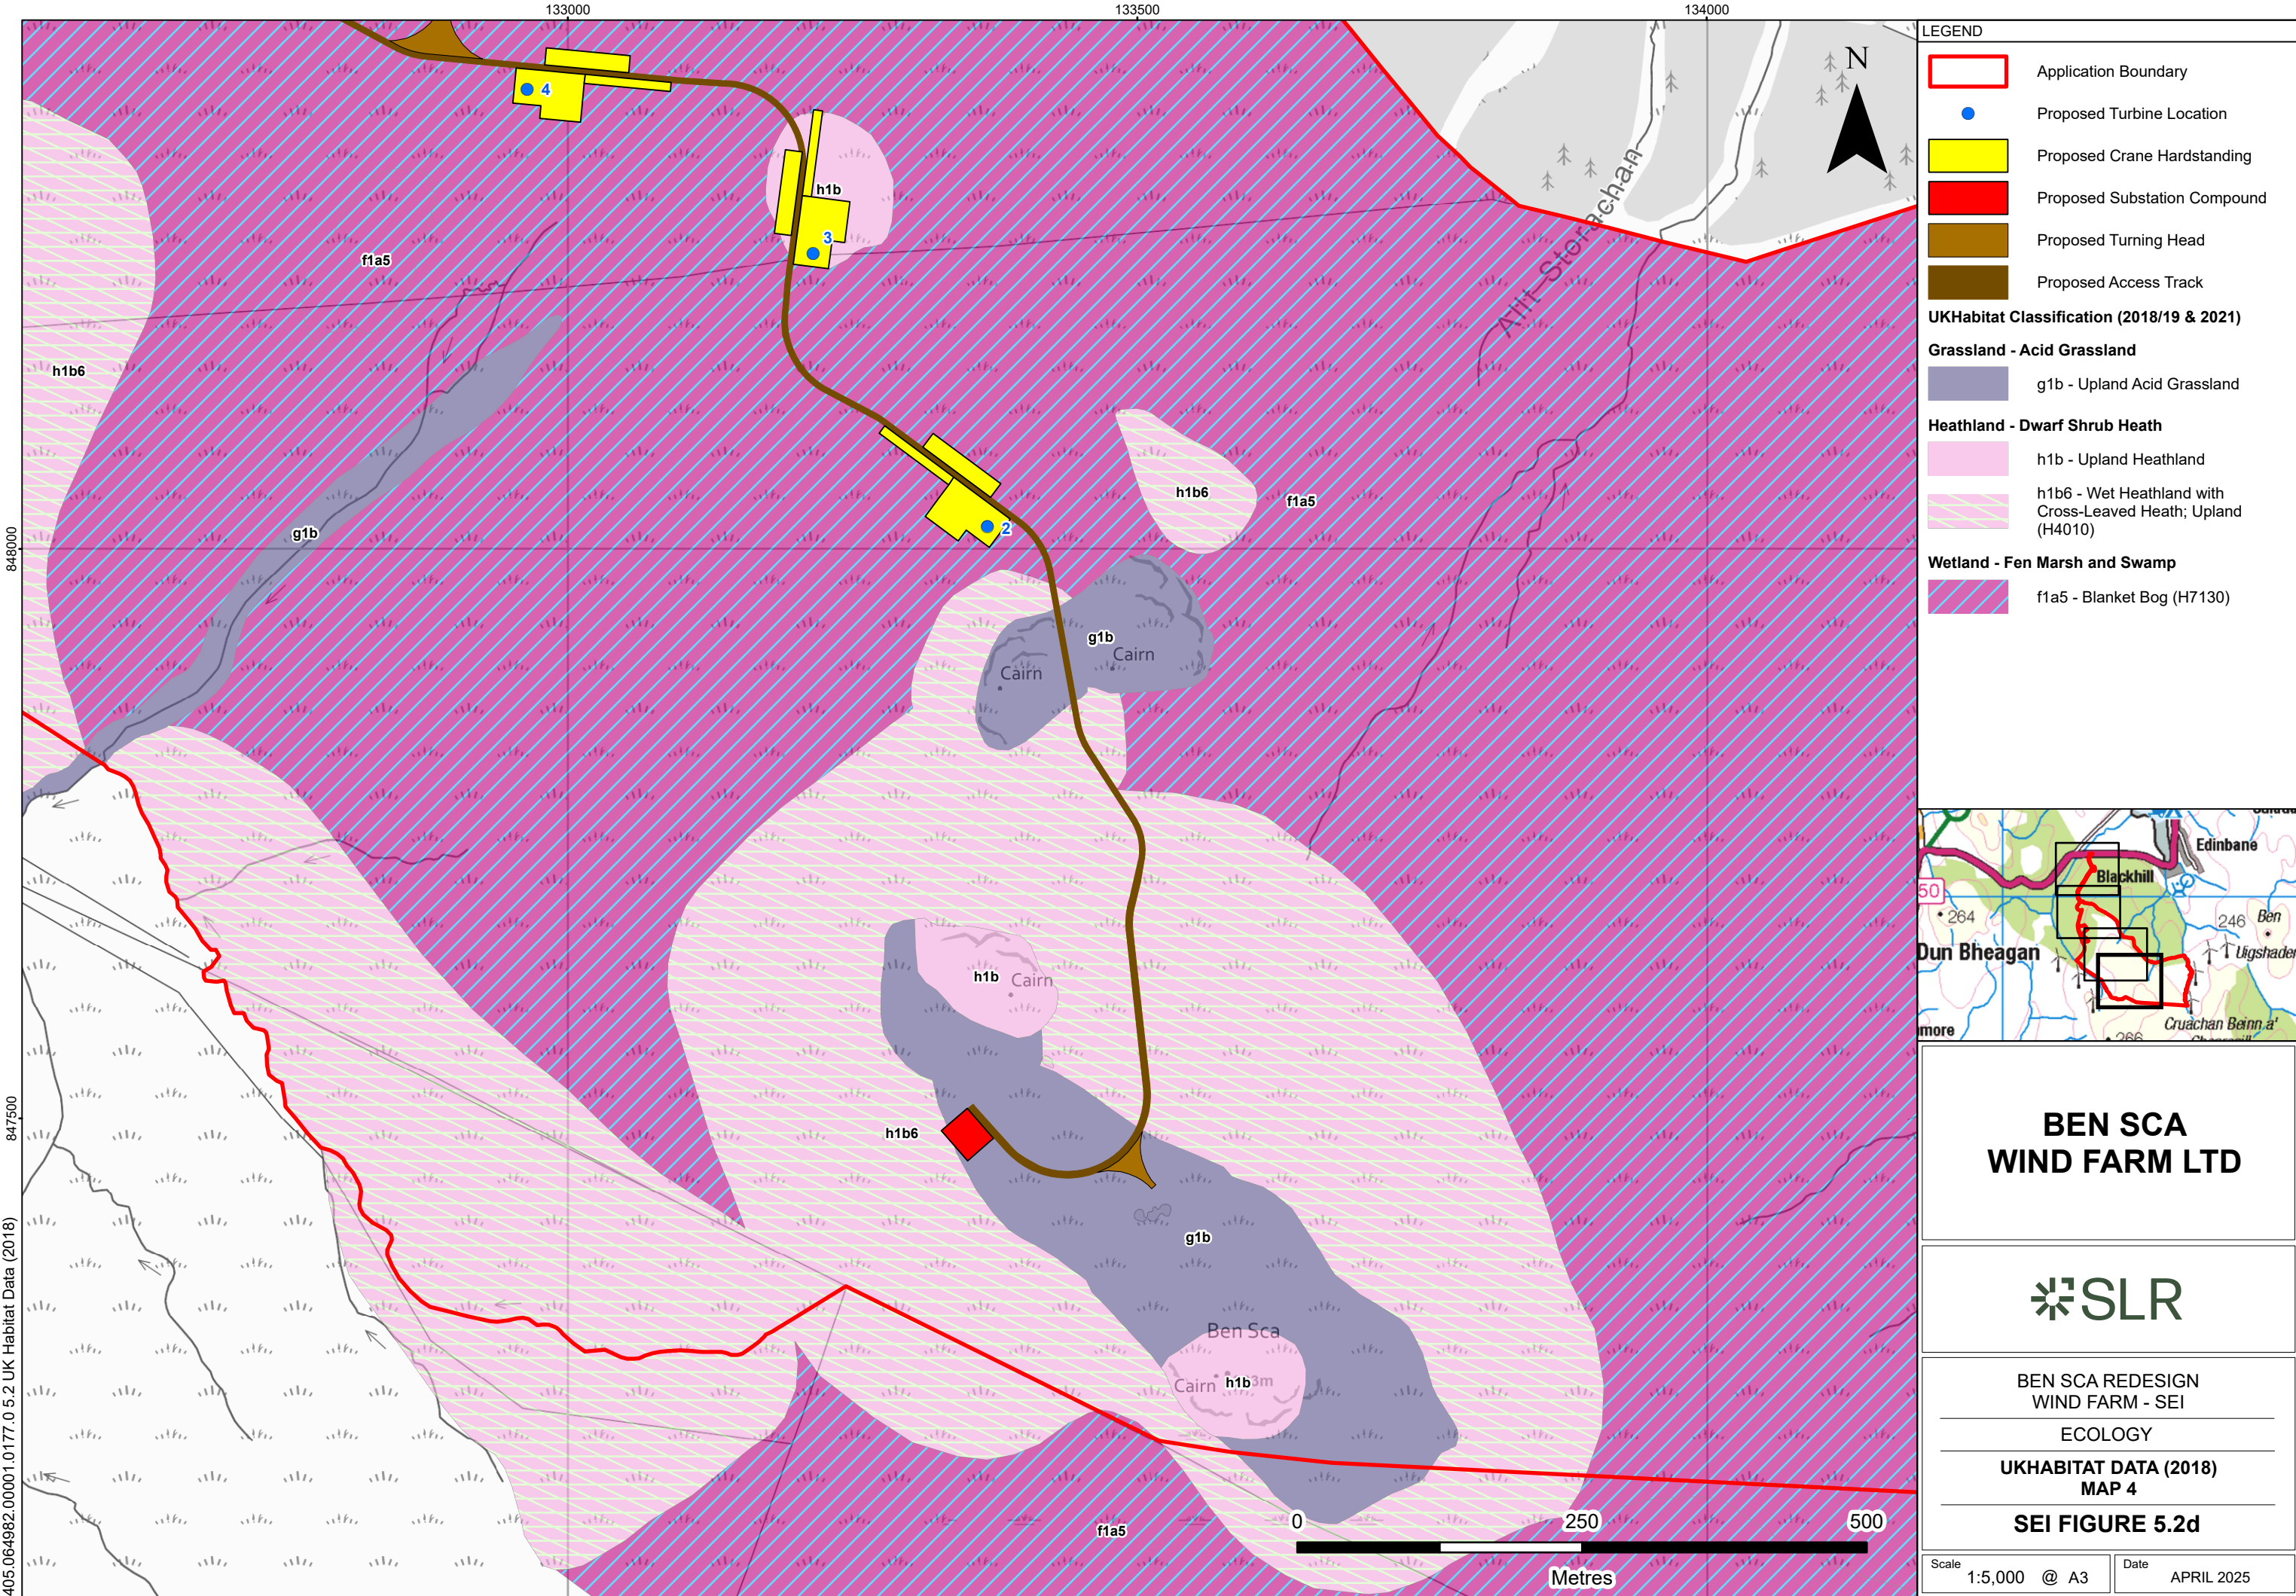 133000
133500
134000
848000
847500
405.064982.00001.0177.0 5.2 UK Habitat Data (2018)
4
h1b
3
f1a5
h1b6
Allt Storachan
2
h1b6
f1a5
g1b
g1b
Cairn
Cairn
h1b
Cairn
h1b6
g1b
Ben Sca
Cairn
h1b
f1a5
0
250
500
Metres
N
LEGEND
Application Boundary
Proposed Turbine Location
Proposed Crane Hardstanding
Proposed Substation Compound
Proposed Turning Head
Proposed Access Track
UKHabitat Classification (2018/19 & 2021)
Grassland - Acid Grassland
g1b - Upland Acid Grassland
Heathland - Dwarf Shrub Heath
h1b - Upland Heathland
h1b6 - Wet Heathland with
Cross-Leaved Heath; Upland
(H4010)
Wetland - Fen Marsh and Swamp
f1a5 - Blanket Bog (H7130)
Edinbane
Blackhill
50
264
246
Ben
Uigshader
Dun Bheagan
Cruachan Beinn a'
266
BEN SCA
WIND FARM LTD
SLR
BEN SCA REDESIGN
WIND FARM - SEI
ECOLOGY
UKHABITAT DATA (2018)
MAP 4
SEI FIGURE 5.2d
Scale
1:5,000 @ A3
Date
APRIL 2025